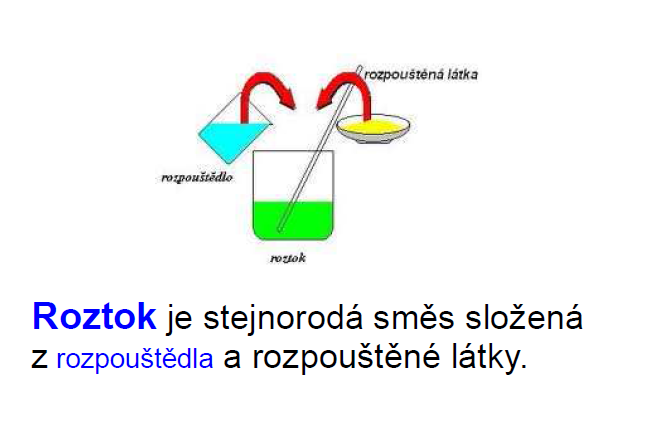 rozpouštěná látka
rozpouštědlo
roztok
Roztok je stejnorodá směs složená
z rozpouštědla a rozpouštěné látky.